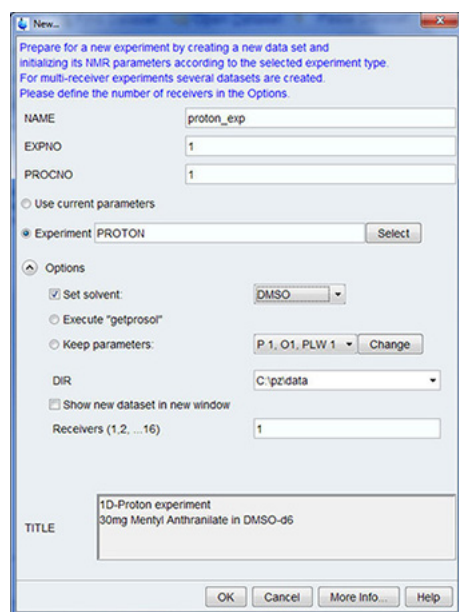 New...
Prepare for a new experiment by creating a new data set and
initializing its NMR parameters according to the selected experiment type.
For multi-receiver experiments several datasets are created.
Please define the number of receivers in the Options.
NAME proton_exp
EXPNO 1
PROCNO 1
Use current parameters
Experiment PROTON Select
Options
Set solvent: DMSO
Execute "getprosol"
Keep parameters: P 1, O1, PLW 1 Change
DIR C:\pz\data
Show new dataset in new window
Receivers (1,2, ...16) 1
1D-Proton experiment
30mg Mentyl Anthranilate in DMSO-d6
TITLE
OK Cancel More Info... Help